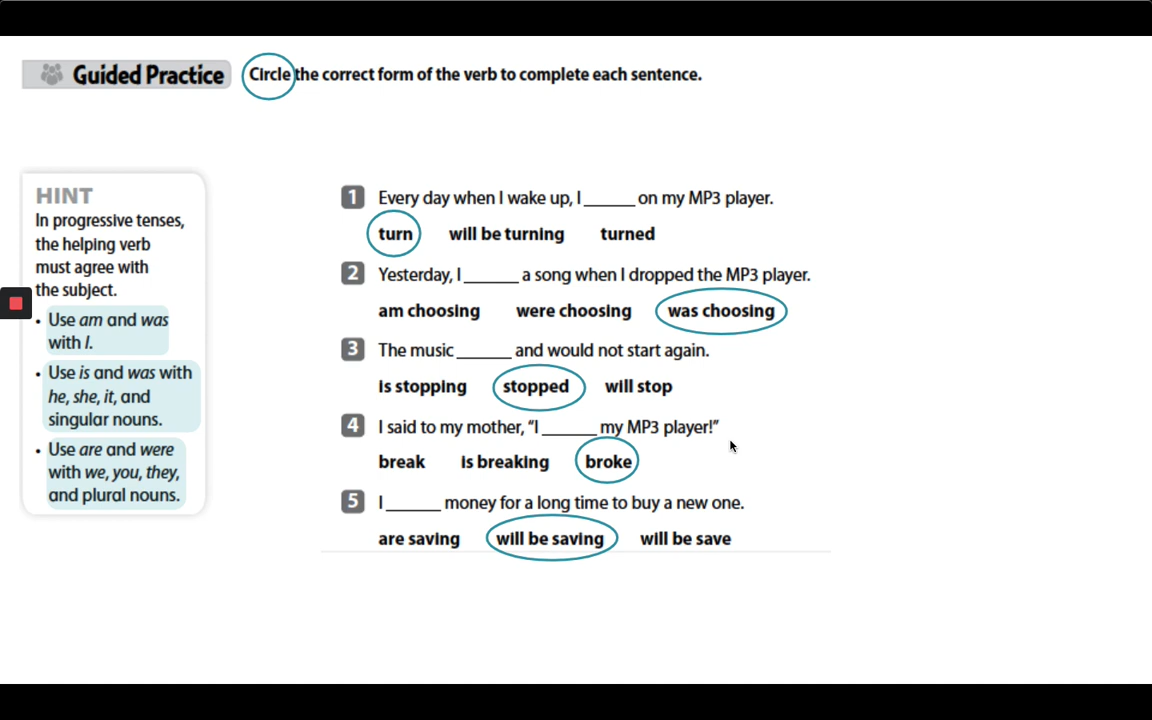 Guided Practice Circle the correct form of the verb to complete each sentence.
HINT
In progressive tenses,
the helping verb
must agree with
the subject.
• Use am and was
with I.
• Use is and was with
he, she, it, and
singular nouns.
• Use are and were
with we, you, they,
and plural nouns.
1 Every day when I wake up, I______ on my MP3 player.
turn will be turning turned
2 Yesterday, I______ a song when I dropped the MP3 player.
am choosing were choosing was choosing
3 The music______ and would not start again.
is stopping stopped will stop
4 I said to my mother, “I______ my MP3 player!”
break is breaking broke
5 I______ money for a long time to buy a new one.
are saving will be saving will be save